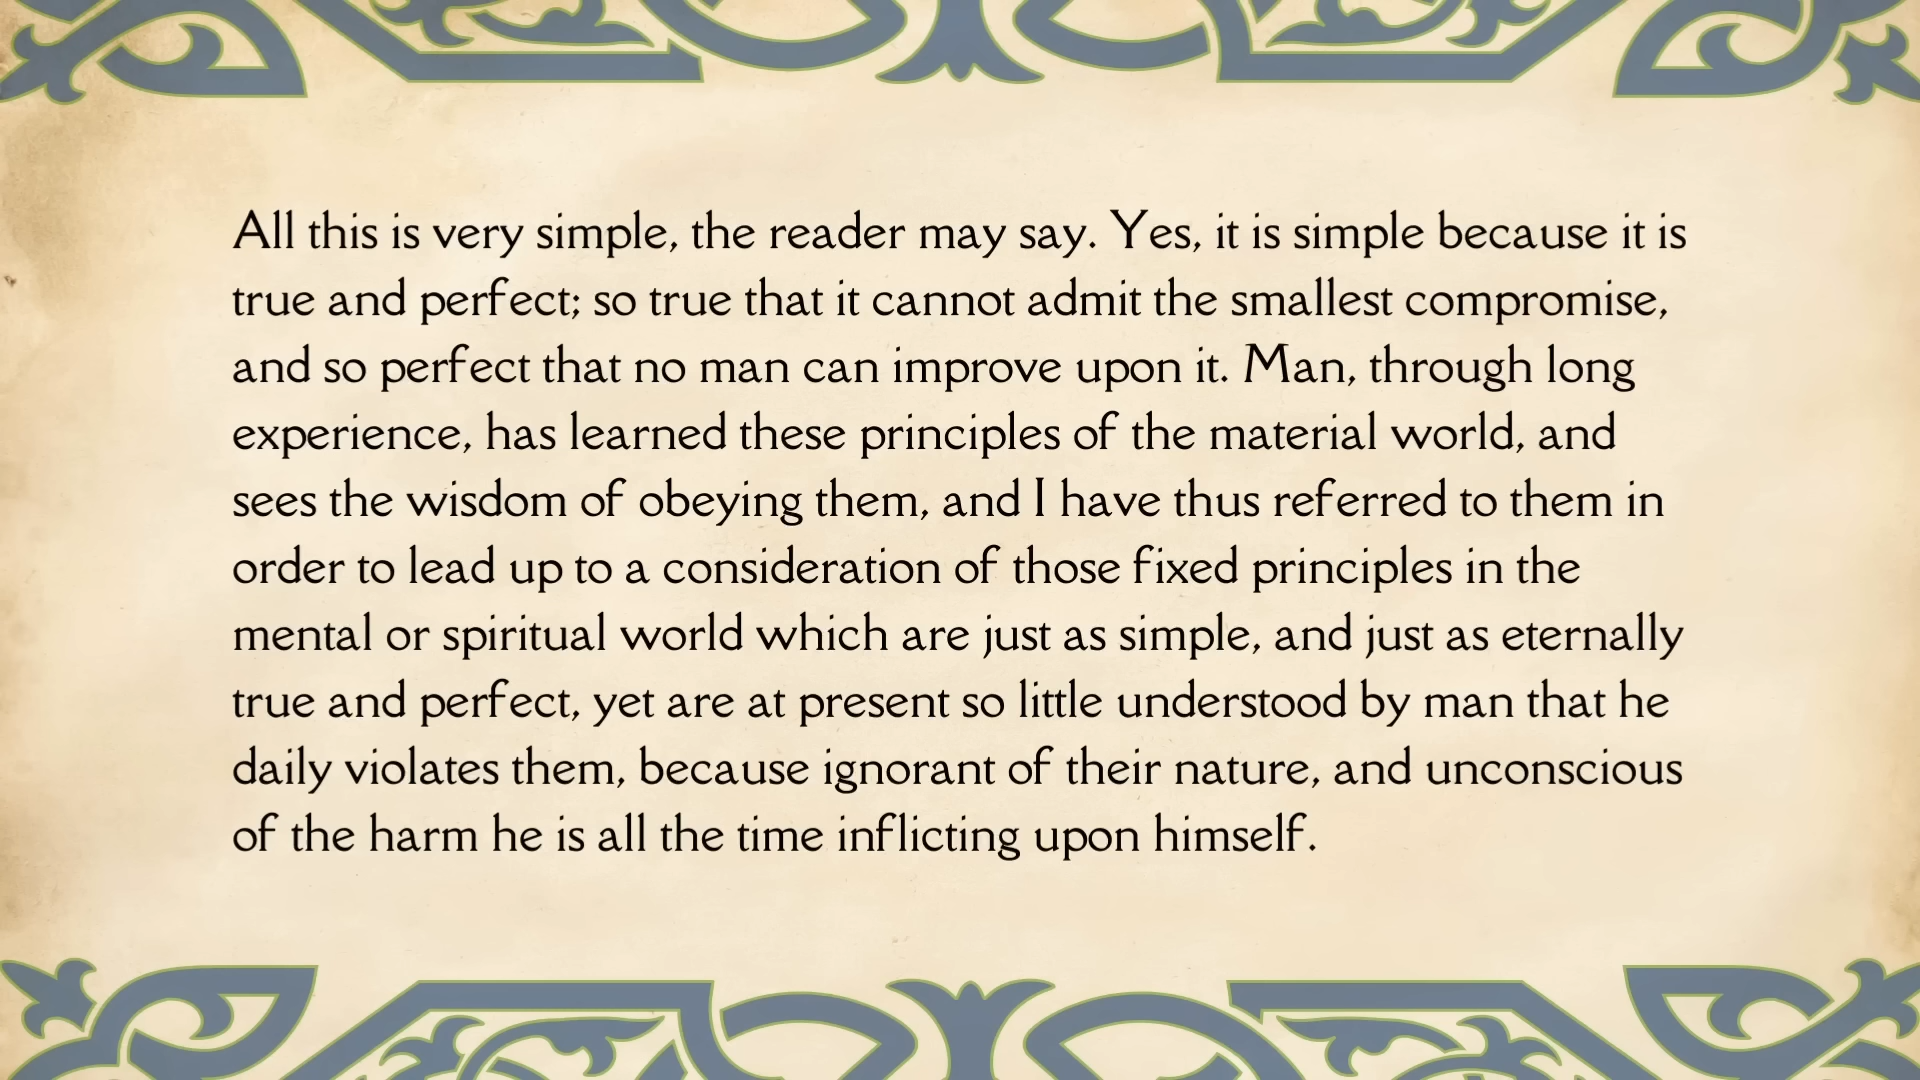 All this is very simple, the reader may say. Yes, it is simple because it is
true and perfect; so true that it cannot admit the smallest compromise,
and so perfect that no man can improve upon it. Man, through long
experience, has learned these principles of the material world, and
sees the wisdom of obeying them, and I have thus referred to them in
order to lead up to a consideration of those fixed principles in the
mental or spiritual world which are just as simple, and just as eternally
true and perfect, yet are at present so little understood by man that he
daily violates them, because ignorant of their nature, and unconscious
of the harm he is all the time inflicting upon himself.